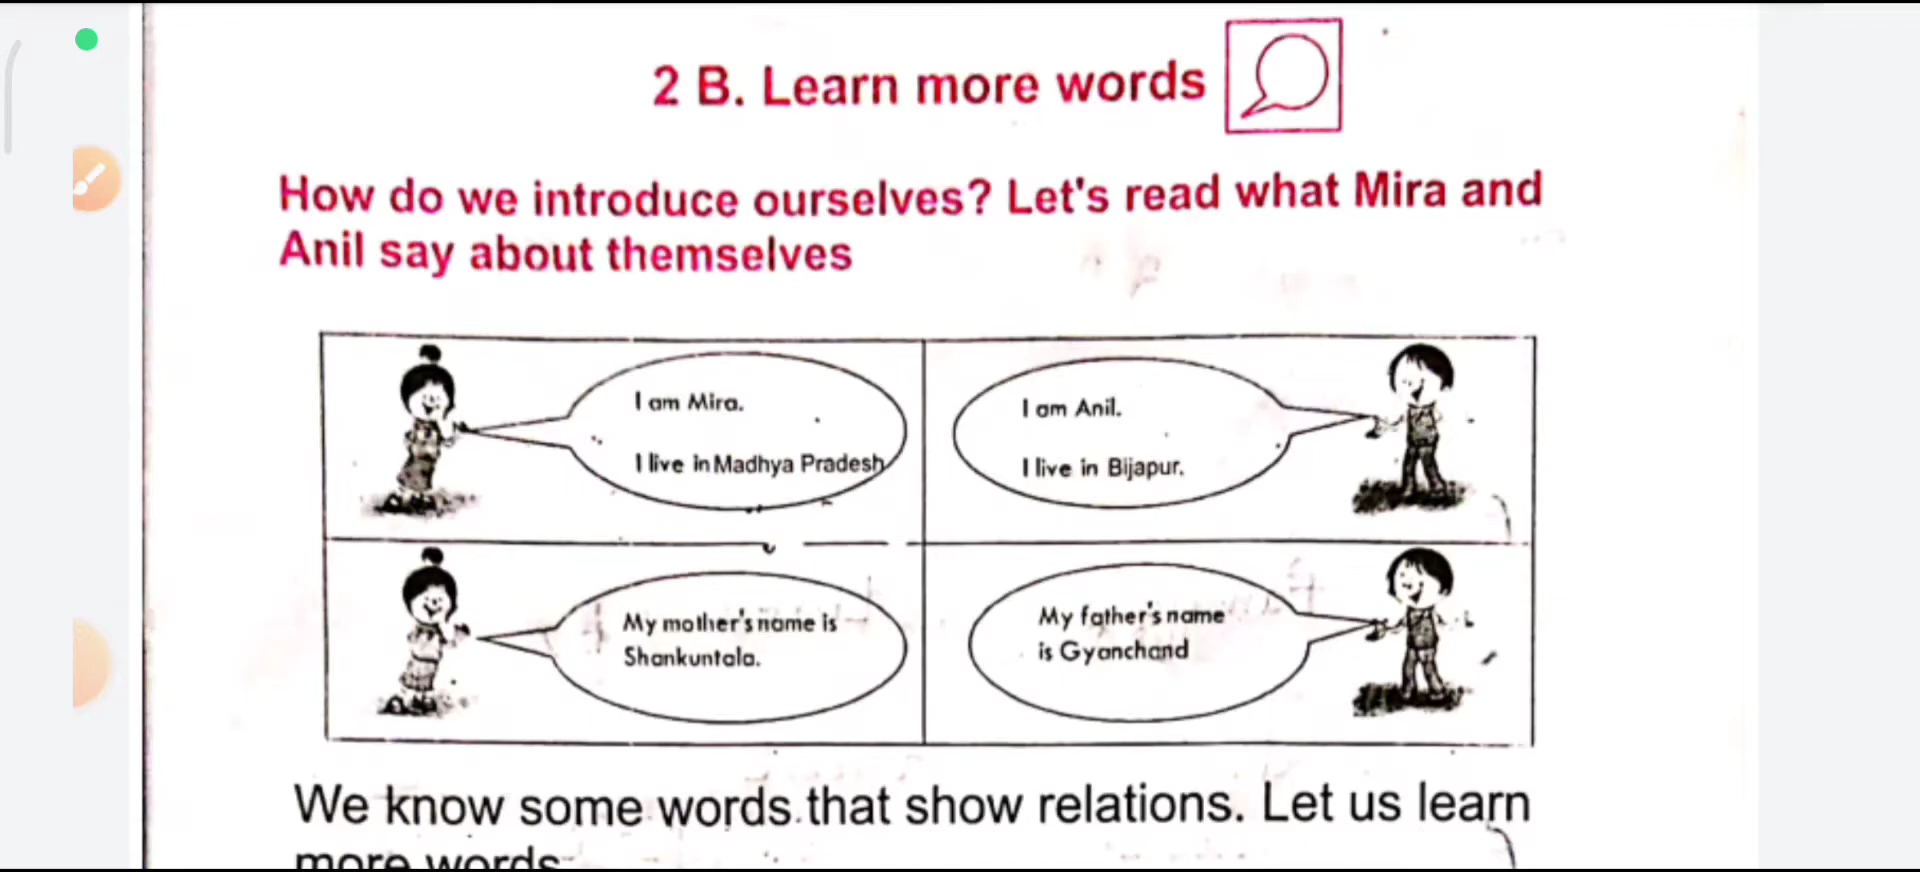 2 B. Learn more words
How do we introduce ourselves? Let's read what Mira and
Anil say about themselves
I am Mira.
I live in Madhya Pradesh
I am Anil.
I live in Bijapur.
My mother's name is
Shankuntala.
My father's name
is Gyanchand
We know some words that show relations. Let us learn
more words